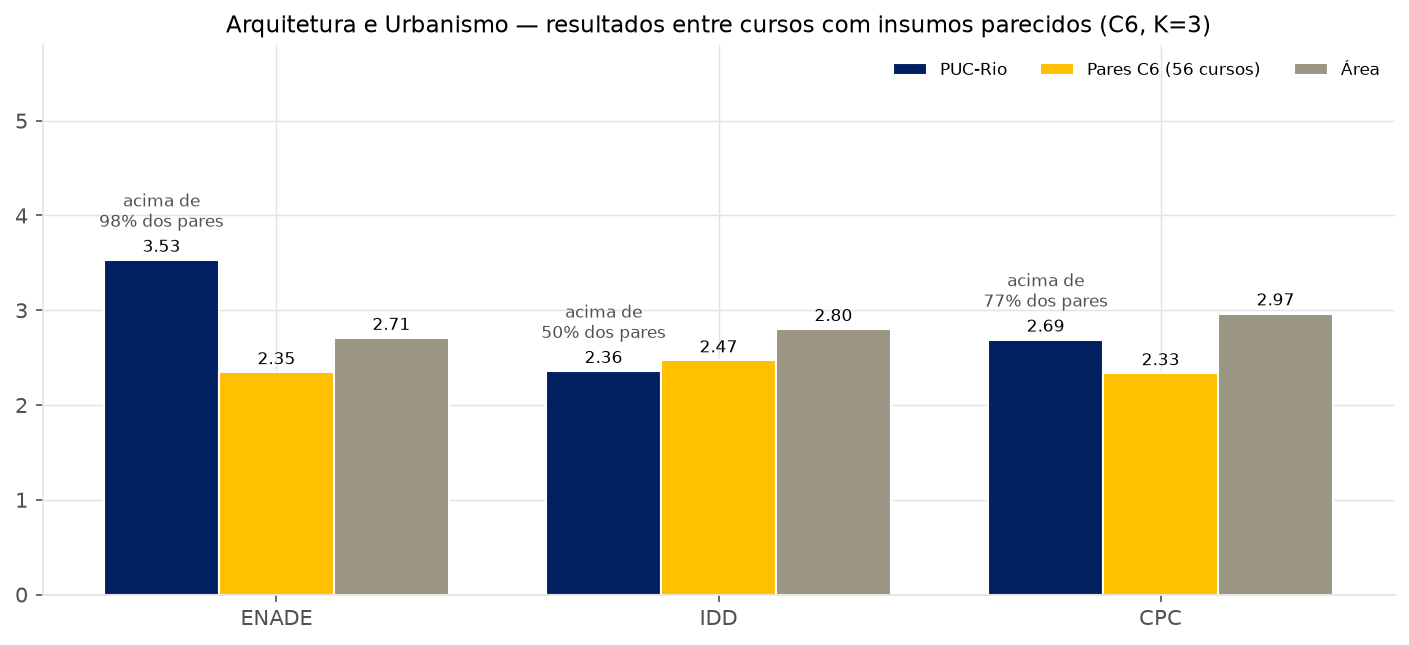 Arquitetura e Urbanismo — resultados entre cursos com insumos parecidos (C6, K=3)
PUC-Rio
Pares C6 (56 cursos)
Área
5
4
3
2
1
0
acima de
98% dos pares
3.53
2.35
2.71
acima de
50% dos pares
2.36
2.47
2.80
acima de
77% dos pares
2.69
2.33
2.97
ENADE
IDD
CPC